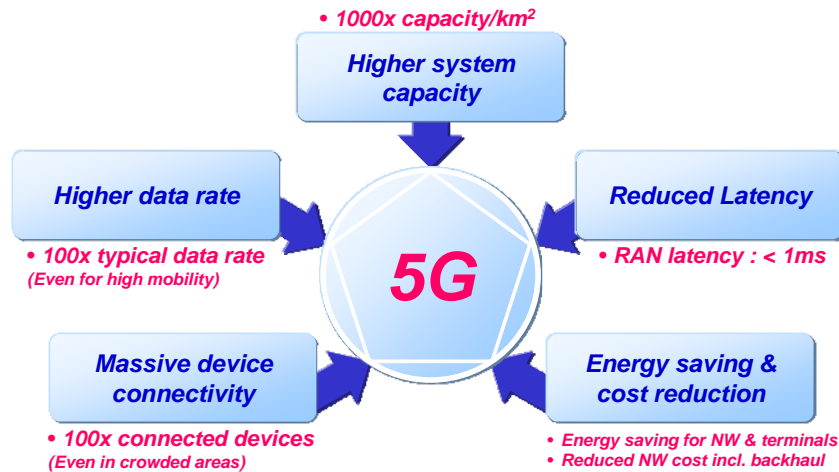 • 1000x capacity/km²
Higher system
capacity
Higher data rate
• 100x typical data rate
(Even for high mobility)
Reduced Latency
• RAN latency : < 1ms
5G
Massive device
connectivity
• 100x connected devices
(Even in crowded areas)
Energy saving &
cost reduction
• Energy saving for NW & terminals
• Reduced NW cost incl. backhaul